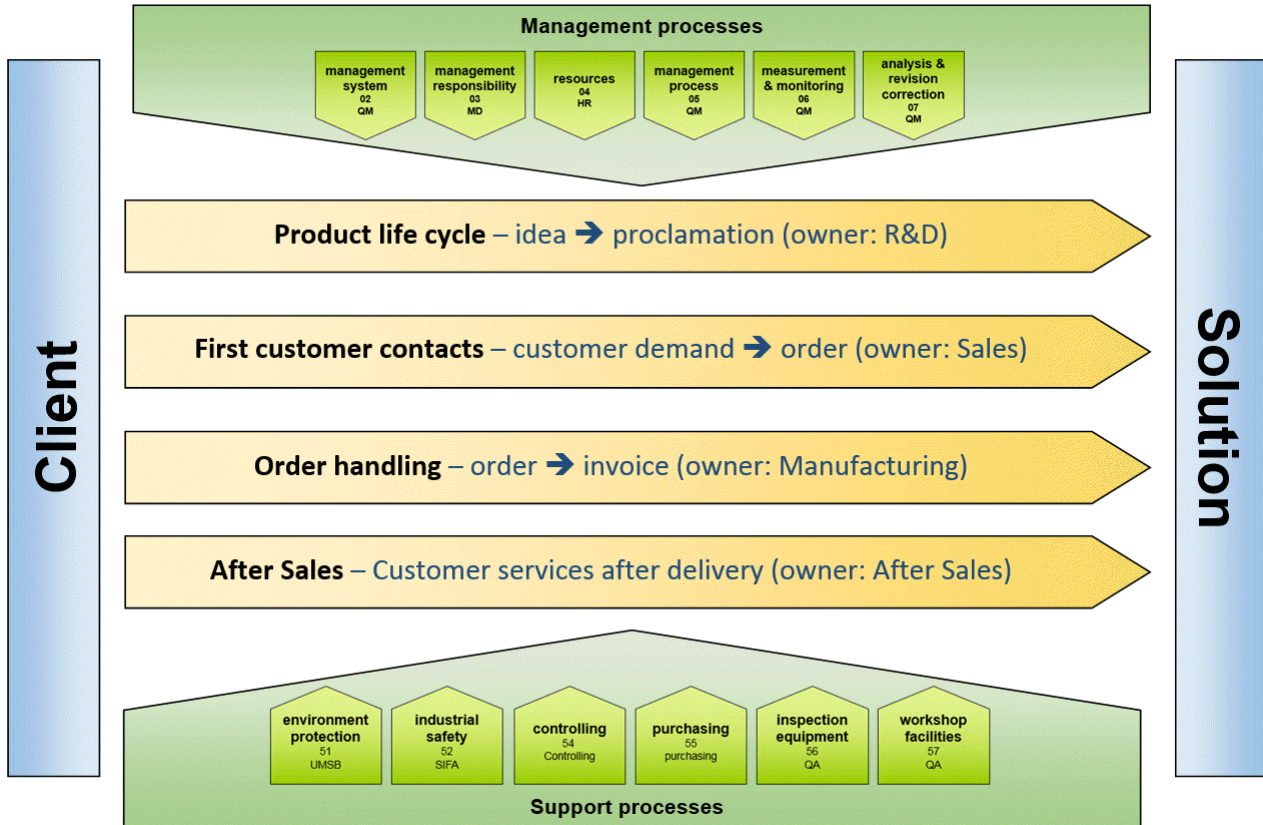 Management processes
management
system
02
QM
management
responsibility
03
MD
resources
04
HR
management
process
05
QM
measurement
& monitoring
06
QM
analysis &
revision
correction
07
QM
Client
Product life cycle – idea ➔ proclamation (owner: R&D)
First customer contacts – customer demand ➔ order (owner: Sales)
Order handling – order ➔ invoice (owner: Manufacturing)
After Sales – Customer services after delivery (owner: After Sales)
Solution
environment
protection
51
UMSB
industrial
safety
52
SIFA
controlling
54
Controlling
purchasing
55
purchasing
inspection
equipment
56
QA
workshop
facilities
57
QA
Support processes